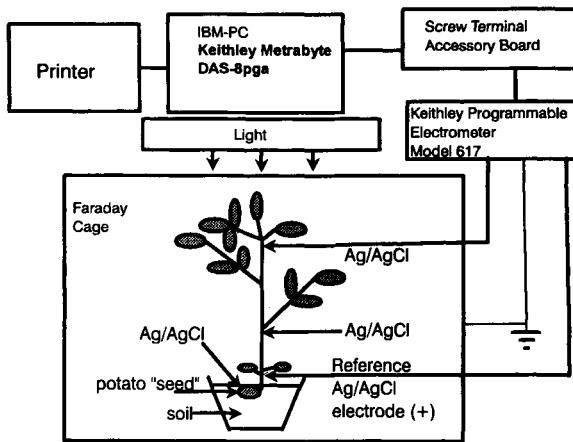 Printer
IBM-PC
Keithley Metrabyte
DAS-8pga
Screw Terminal
Accessory Board
Light
Keithley Programmable
Electrometer
Model 617
Faraday
Cage
Ag/AgCl
Ag/AgCl
Ag/AgCl
Reference
Ag/AgCl
electrode (+)
potato "seed"
soil